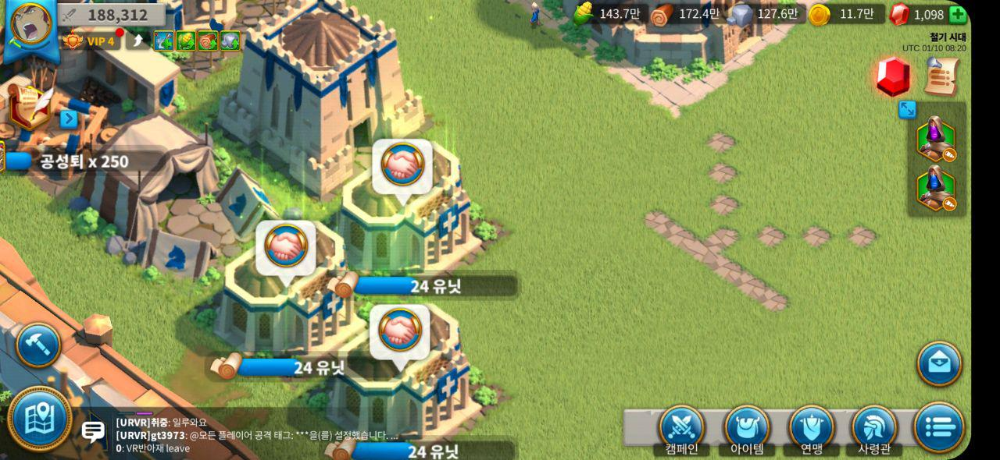 188,312
143.7만
172.4만
127.6만
11.7만
1,098
VIP 4
철기 시대
UTC 01/10 08:20
공성퇴 x 250
24 유닛
24 유닛
24 유닛
[URVR]취중: 일루와요
[URVR]gt3973: @모든 플레이어 공격 태그: ***을(를) 설정했습니다. ...
0: VR반아재 leave
캠페인
아이템
연맹
사령관